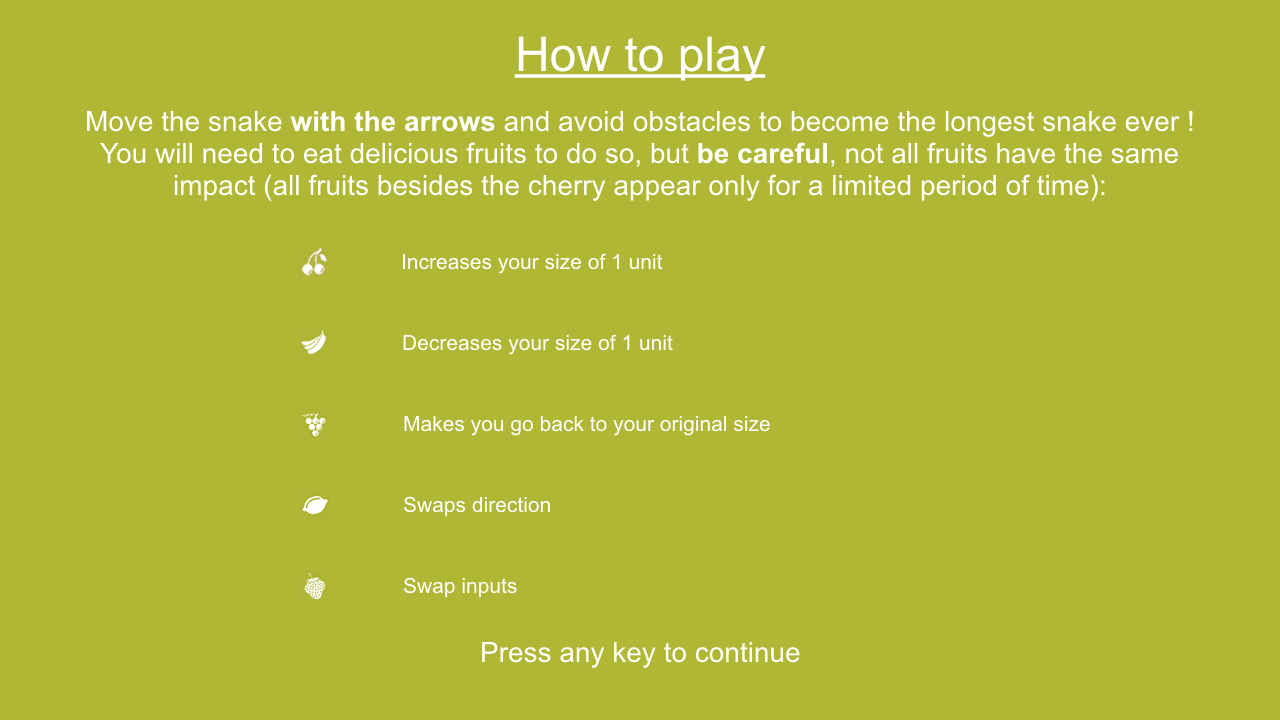 How to play
Move the snake with the arrows and avoid obstacles to become the longest snake ever !
You will need to eat delicious fruits to do so, but be careful, not all fruits have the same
impact (all fruits besides the cherry appear only for a limited period of time):
Increases your size of 1 unit
Decreases your size of 1 unit
Makes you go back to your original size
Swaps direction
Swap inputs
Press any key to continue